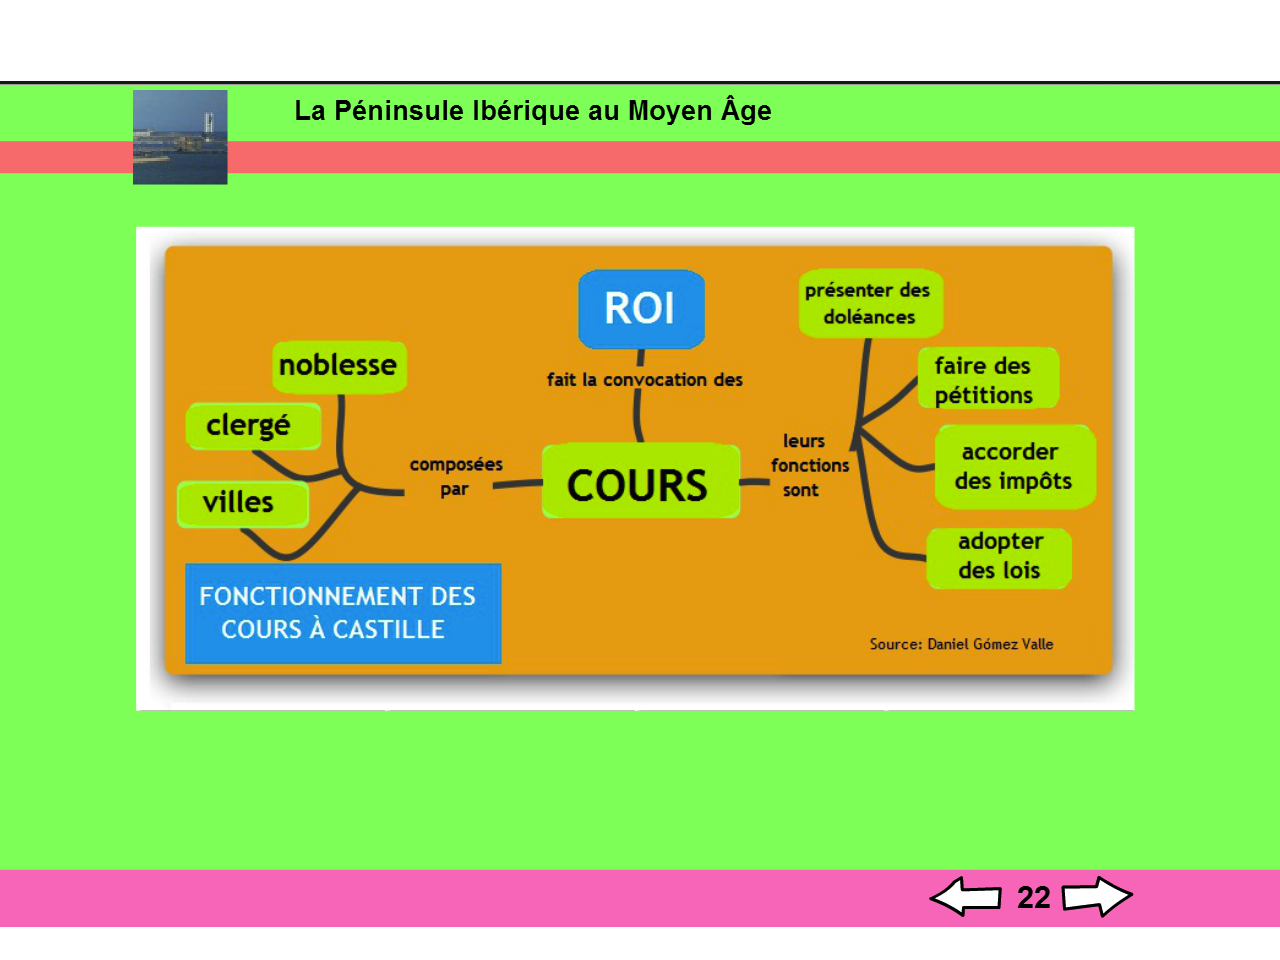 La Péninsule Ibérique au Moyen Âge
ROI
fait la convocation des
COURS
composées
par
noblesse
clergé
villes
leurs
fonctions
sont
présenter des
doléances
faire des
pétitions
accorder
des impôts
adopter
des lois
FONCTIONNEMENT DES
COURS À CASTILLE
Source: Daniel Gómez Valle
22